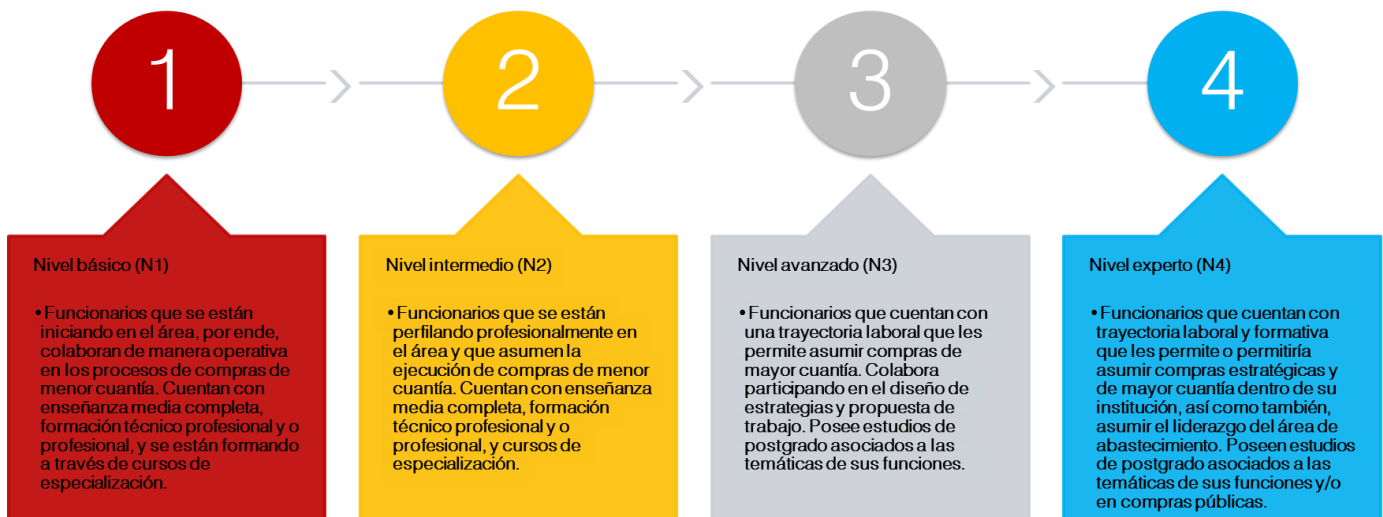 1
2
3
4
Nivel básico (N1)
• Funcionarios que se están
iniciando en el área, por ende,
colaboran de manera operativa
en los procesos de compras de
menor cuantía. Cuentan con
enseñanza media completa,
formación técnico profesional y o
profesional, y se están formando
a través de cursos de
especialización.
Nivel intermedio (N2)
• Funcionarios que se están
perfilando profesionalmente en
el área y que asumen la
ejecución de compras de menor
cuantía. Cuentan con enseñanza
media completa, formación
técnico profesional y o
profesional, y cursos de
especialización.
Nivel avanzado (N3)
• Funcionarios que cuentan con
una trayectoria laboral que les
permite asumir compras de
mayor cuantía. Colabora
participando en el diseño de
estrategias y propuesta de
trabajo. Posee estudios de
postgrado asociados a las
temáticas de sus funciones.
Nivel experto (N4)
• Funcionarios que cuentan con
trayectoria laboral y formativa
que les permite o permitiría
asumir compras estratégicas y
de mayor cuantía dentro de su
institución, así como también,
asumir el liderazgo del área de
abastecimiento. Poseen estudios
de postgrado asociados a las
temáticas de sus funciones y/o
en compras públicas.